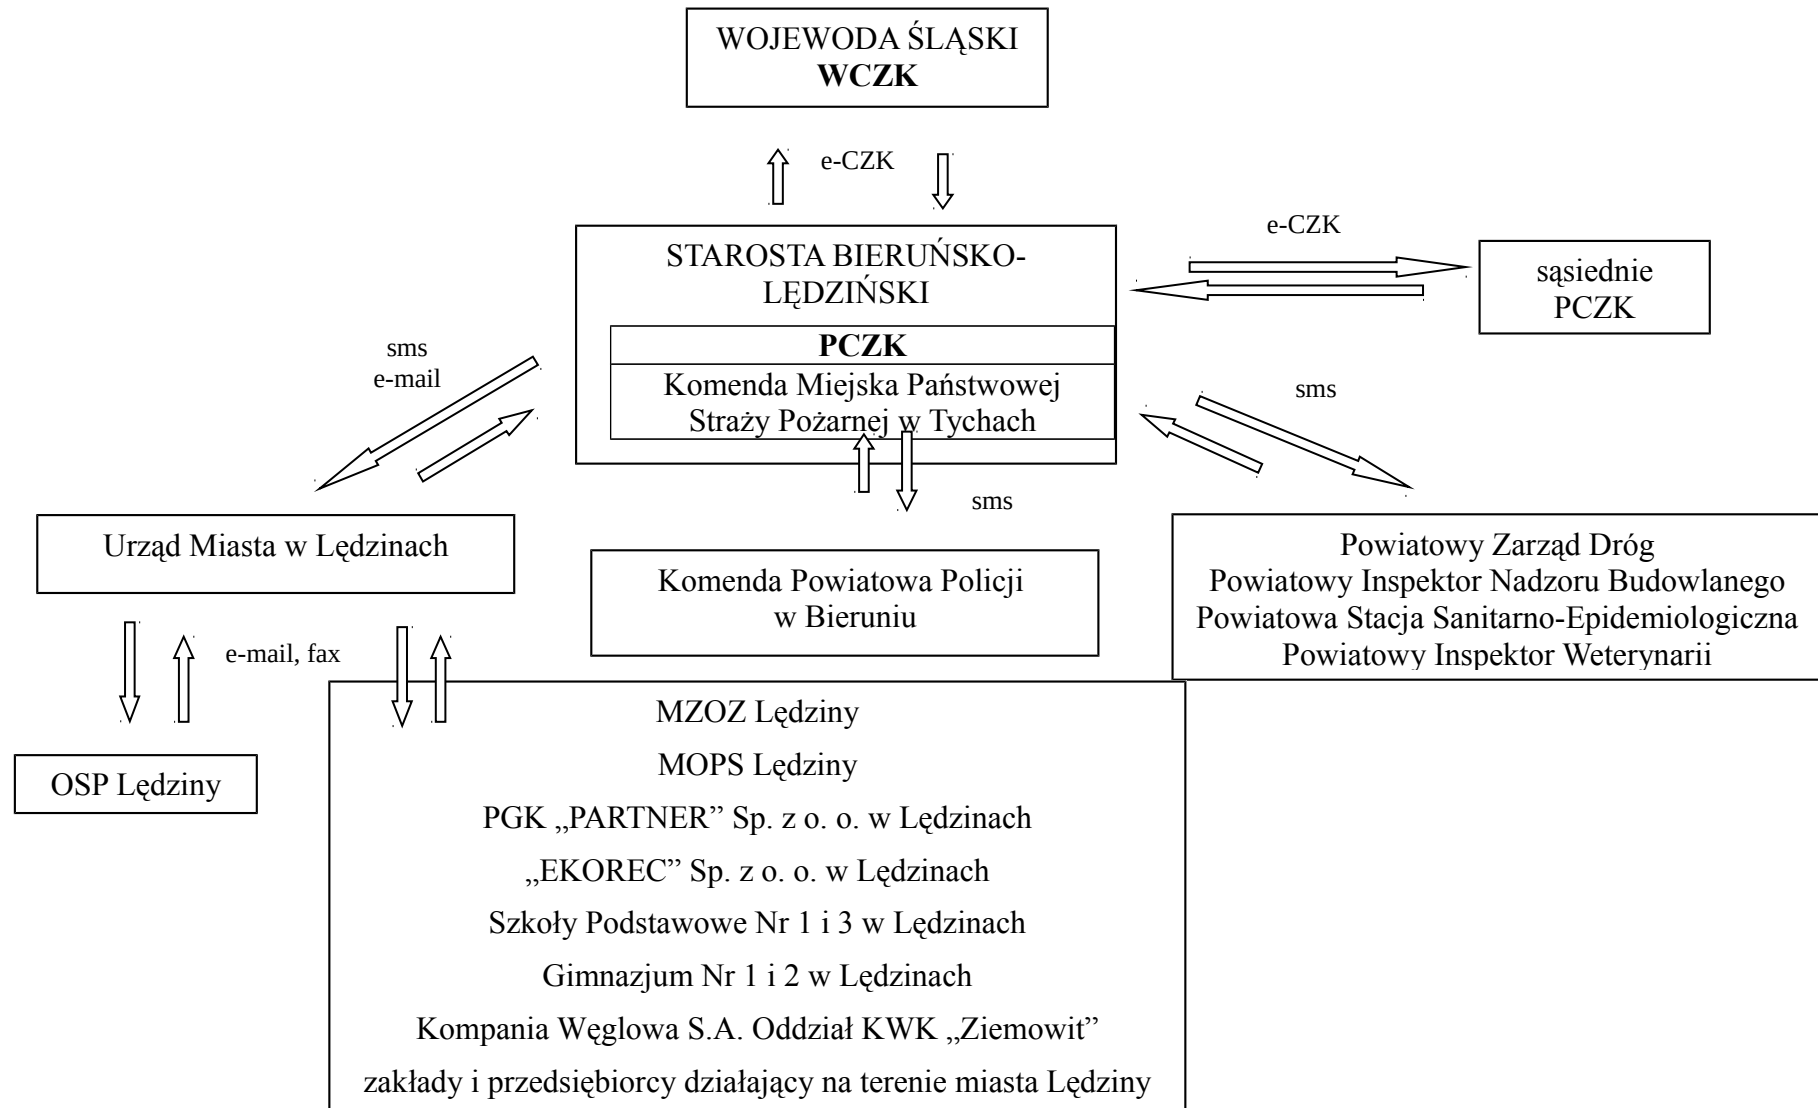 WOJEWODA ŚLĄSKI
WCZK
e-CZK
STAROSTA BIERUŃSKO-
LĘDZIŃSKI
PCZK
Komenda Miejska Państwowej
Straży Pożarnej w Tychach
e-CZK
sąsiednie
PCZK
sms
e-mail
sms
sms
Urząd Miasta w Lędzinach
Komenda Powiatowa Policji
w Bieruniu
Powiatowy Zarząd Dróg
Powiatowy Inspektor Nadzoru Budowlanego
Powiatowa Stacja Sanitarno-Epidemiologiczna
Powiatowy Inspektor Weterynarii
e-mail, fax
OSP Lędziny
MZOZ Lędziny
MOPS Lędziny
PGK „PARTNER” Sp. z o. o. w Lędzinach
„EKOREC” Sp. z o. o. w Lędzinach
Szkoły Podstawowe Nr 1 i 3 w Lędzinach
Gimnazjum Nr 1 i 2 w Lędzinach
Kompania Węglowa S.A. Oddział KWK „Ziemowit”
zakłady i przedsiębiorcy działający na terenie miasta Lędziny